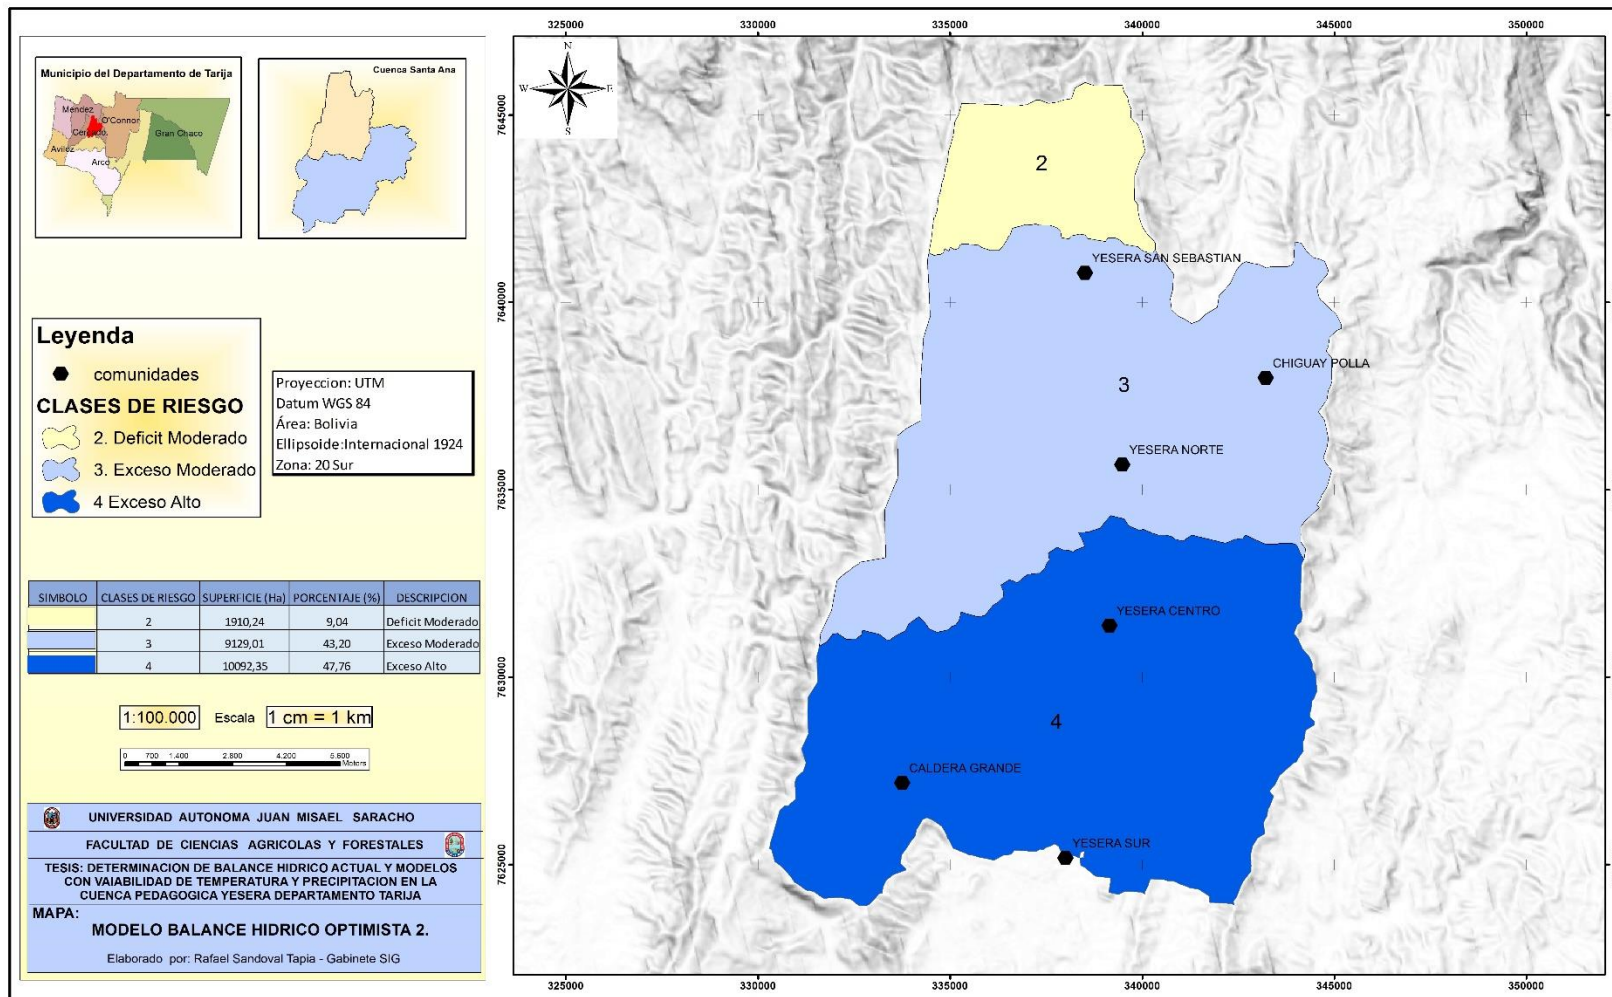 Municipio del Departamento de Tarija
Mendez
O'Connor
Cercado.
Gran Chaco
Aviléz
Arce
Cuenca Santa Ana
Leyenda
comunidades
CLASES DE RIESGO
2. Deficit Moderado
3. Exceso Moderado
4 Exceso Alto
Proyeccion: UTM
Datum WGS 84
Área: Bolivia
Ellipsoide:Internacional 1924
Zona: 20 Sur
SIMBOLO CLASES DE RIESGO SUPERFICIE (Ha) PORCENTAJE (%) DESCRIPCION
2 1910,24 9,04 Deficit Moderado
3 9129,01 43,20 Exceso Moderado
4 10092,35 47,76 Exceso Alto
1:100.000 Escala 1 cm = 1 km
0 700 1.400 2.800 4.200 5.600
Meters
UNIVERSIDAD AUTONOMA JUAN MISAEL SARACHO
FACULTAD DE CIENCIAS AGRICOLAS Y FORESTALES
TESIS: DETERMINACION DE BALANCE HIDRICO ACTUAL Y MODELOS
CON VAIABILIDAD DE TEMPERATURA Y PRECIPITACION EN LA
CUENCA PEDAGOGICA YESERA DEPARTAMENTO TARIJA
MAPA:
MODELO BALANCE HIDRICO OPTIMISTA 2.
Elaborado por: Rafael Sandoval Tapia - Gabinete SIG
325000 330000 335000 340000 345000 350000
N
W E
S
7645000
7640000
7635000
7630000
7625000
2
YESERA SAN SEBASTIAN
CHIGUAY POLLA
3
YESERA NORTE
YESERA CENTRO
4
CALDERA GRANDE
YESERA SUR
325000 330000 335000 340000 345000 350000